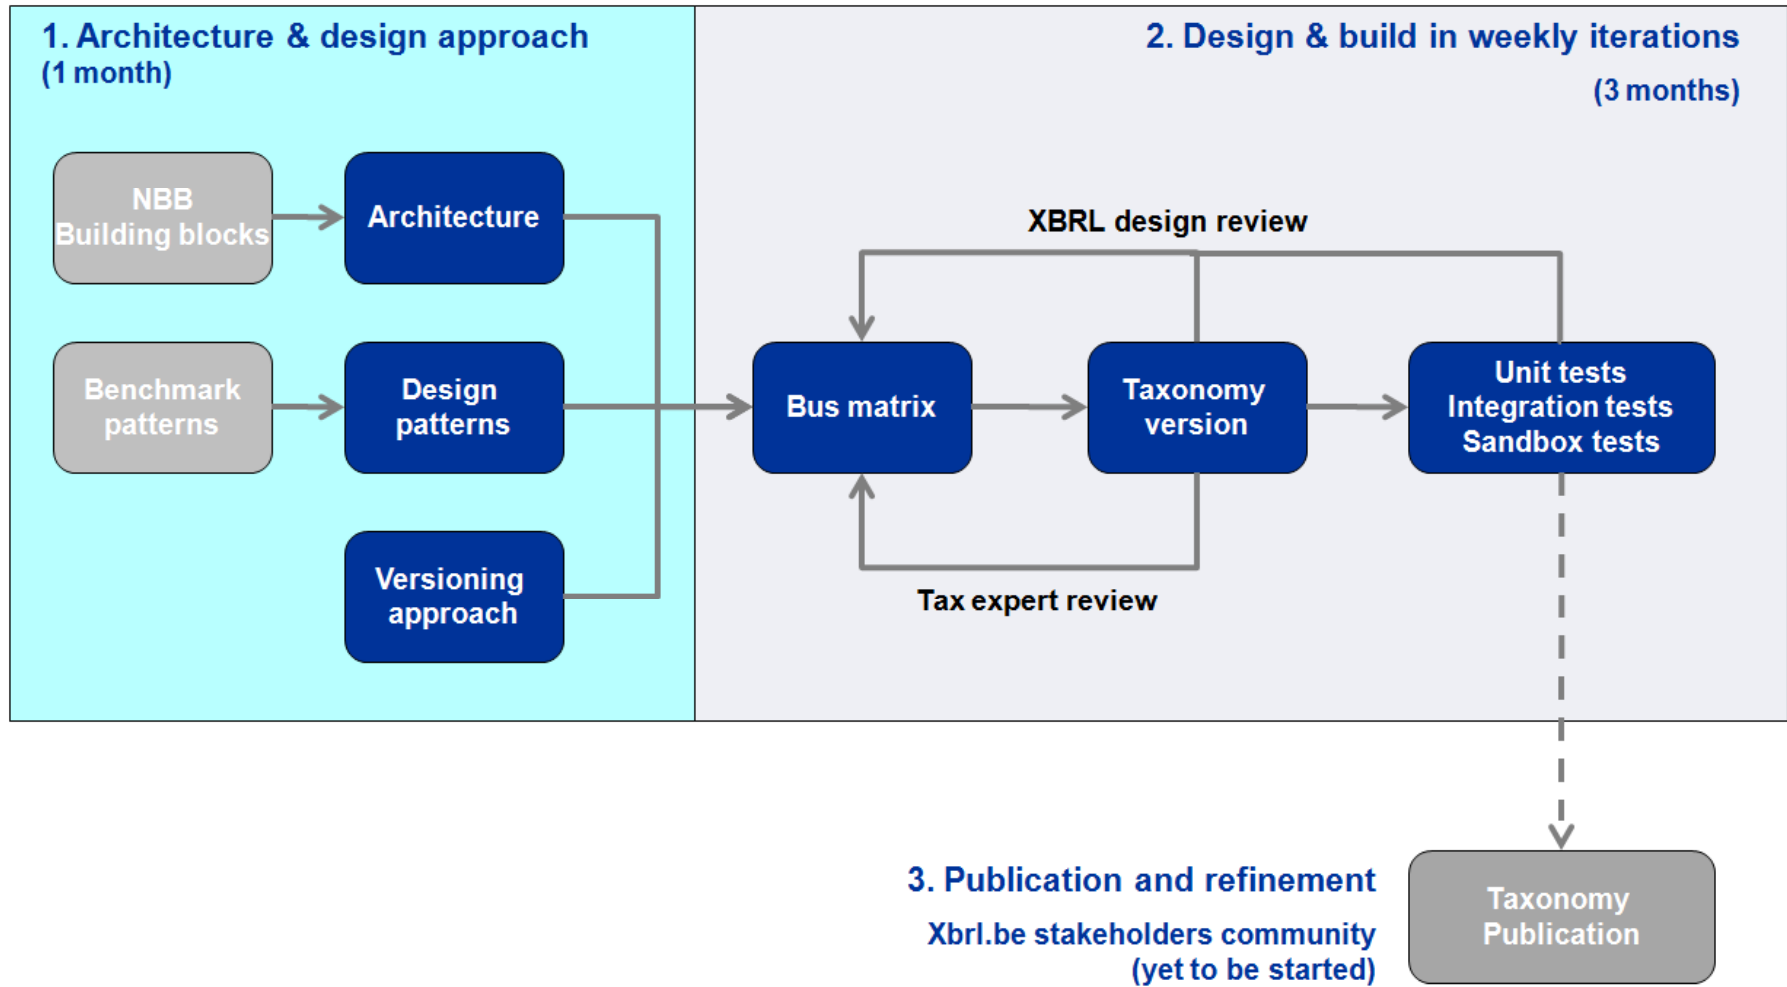 1. Architecture & design approach
(1 month)
2. Design & build in weekly iterations
(3 months)
NBB
Building blocks
Architecture
XBRL design review
Benchmark
patterns
Design
patterns
Bus matrix
Taxonomy
version
Unit tests
Integration tests
Sandbox tests
Versioning
approach
Tax expert review
3. Publication and refinement
Xbrl.be stakeholders community
(yet to be started)
Taxonomy
Publication